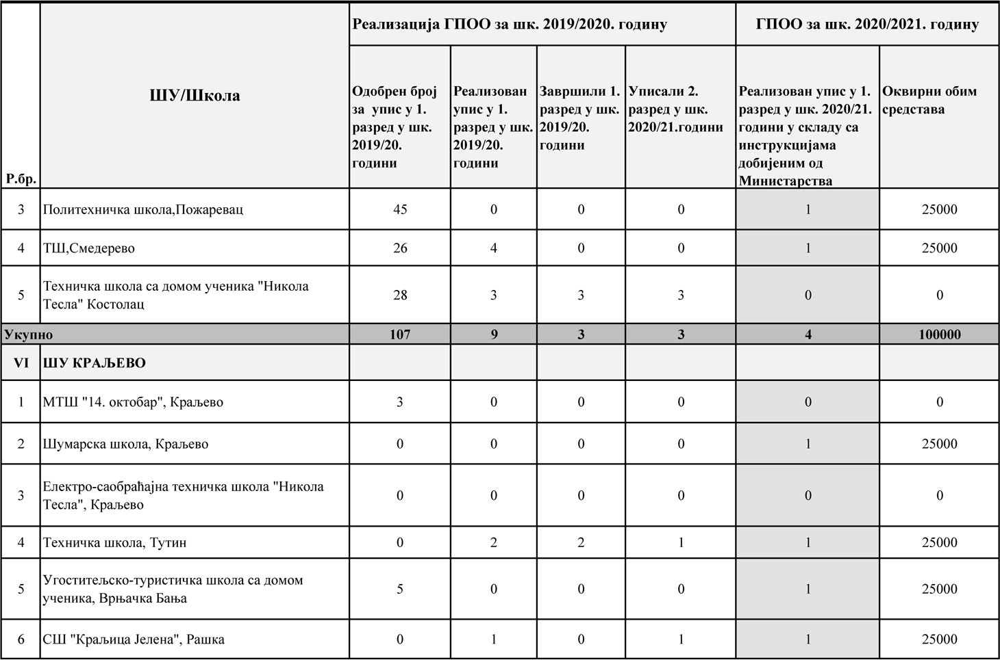 Реализација ГПОО за шк. 2019/2020. годину
ГПОО за шк. 2020/2021. годину
Р.бр.
ШУ/Школа
Одобрен број
за упис у 1.
разред у шк.
2019/20.
години
Реализован
упис у 1.
разред у шк.
2019/20.
години
Завршили 1.
разред у шк.
2019/20.
години
Уписали 2.
разред у шк.
2020/21.години
Реализован упис у 1.
разред у шк. 2020/21.
години у складу са
инструкцијама
добијеним од
Министарства
Оквирни обим
средстава
3 Политехничка школа,Пожаревац 45 0 0 0 1 25000
4 ТШ,Смедерево 26 4 0 0 1 25000
5 Техничка школа са домом ученика "Никола
Тесла" Костолац 28 3 3 3 0 0
Укупно 107 9 3 3 4 100000
VI ШУ КРАЉЕВО
1 МТШ "14. октобар", Краљево 3 0 0 0 0 0
2 Шумарска школа, Краљево 0 0 0 0 1 25000
3 Електро-саобраћајна техничка школа "Никола
Тесла", Краљево 0 0 0 0 0 0
4 Техничка школа, Тутин 0 2 2 1 1 25000
5 Угоститељско-туристичка школа са домом
ученика, Врњачка Бања 5 0 0 0 1 25000
6 СШ "Краљица Јелена", Рашка 0 1 0 1 1 25000